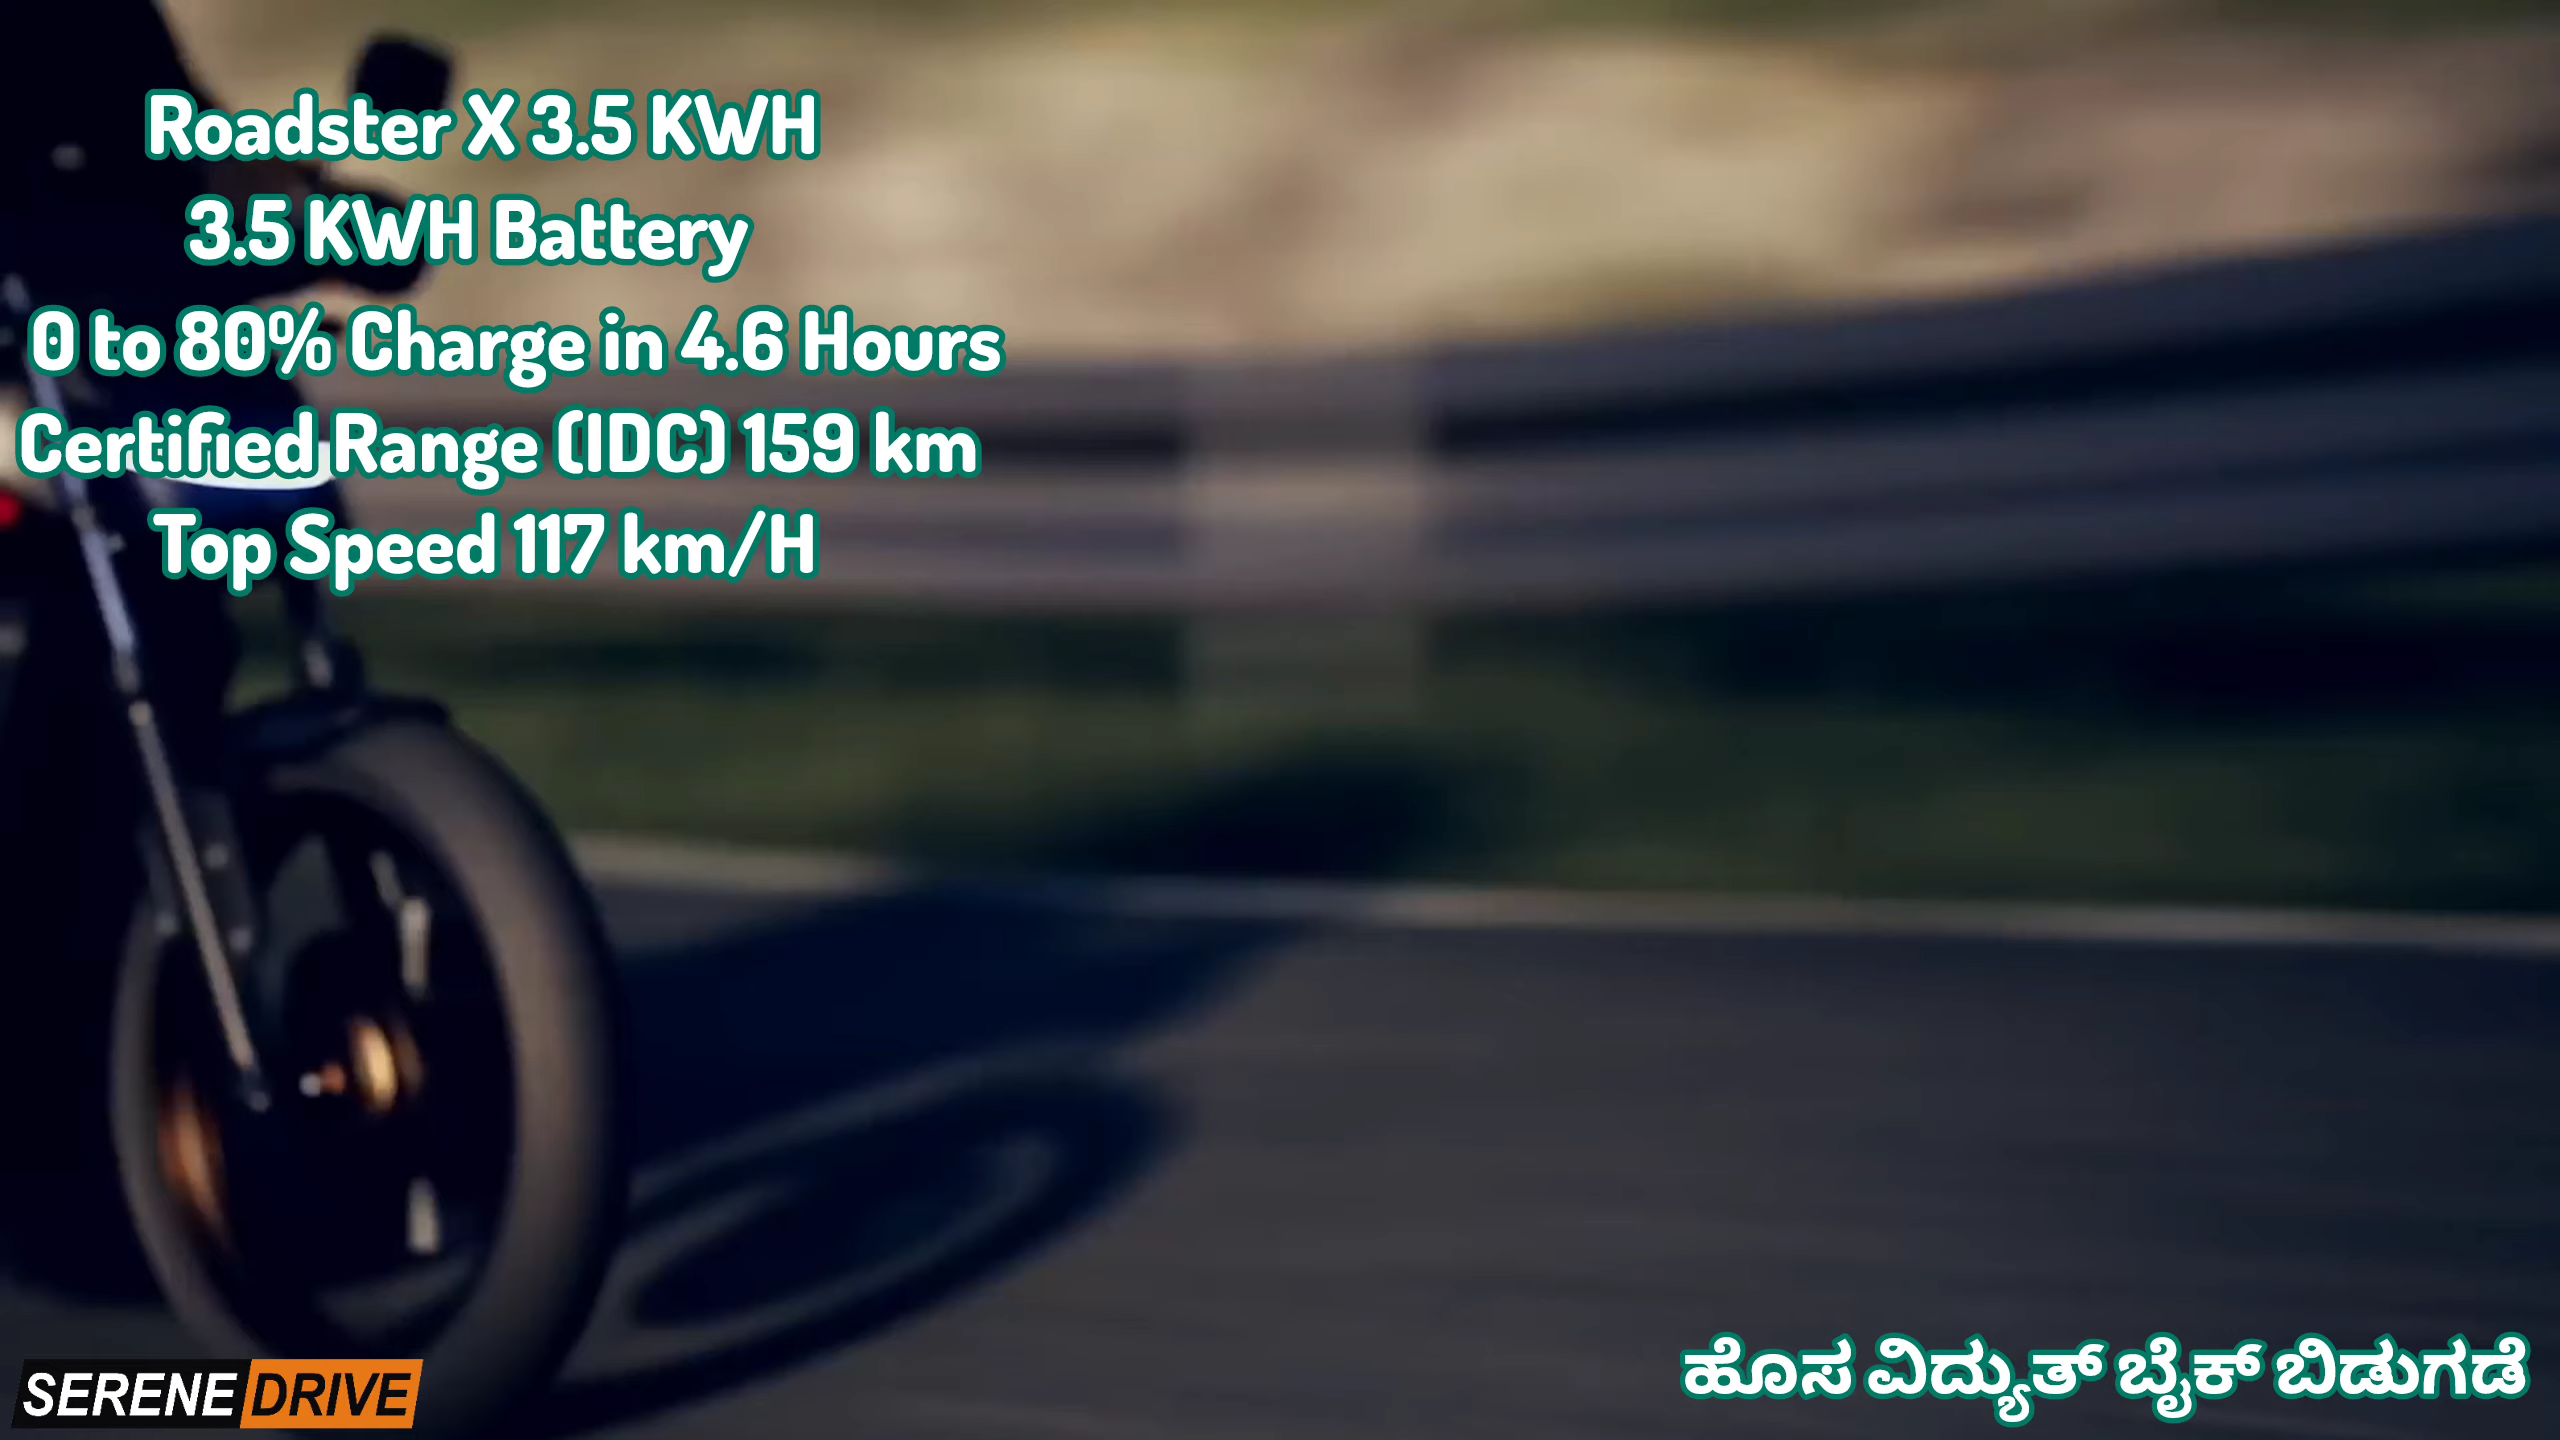 Roadster X 3.5 KWH
3.5 KWH Battery
0 to 80% Charge in 4.6 Hours
Certified Range (IDC) 159 km
Top Speed 117 km/H
SERENE DRIVE
ಹೊಸ ವಿದ್ಯುತ್ ಬೈಕ್ ಬಿಡುಗಡೆ